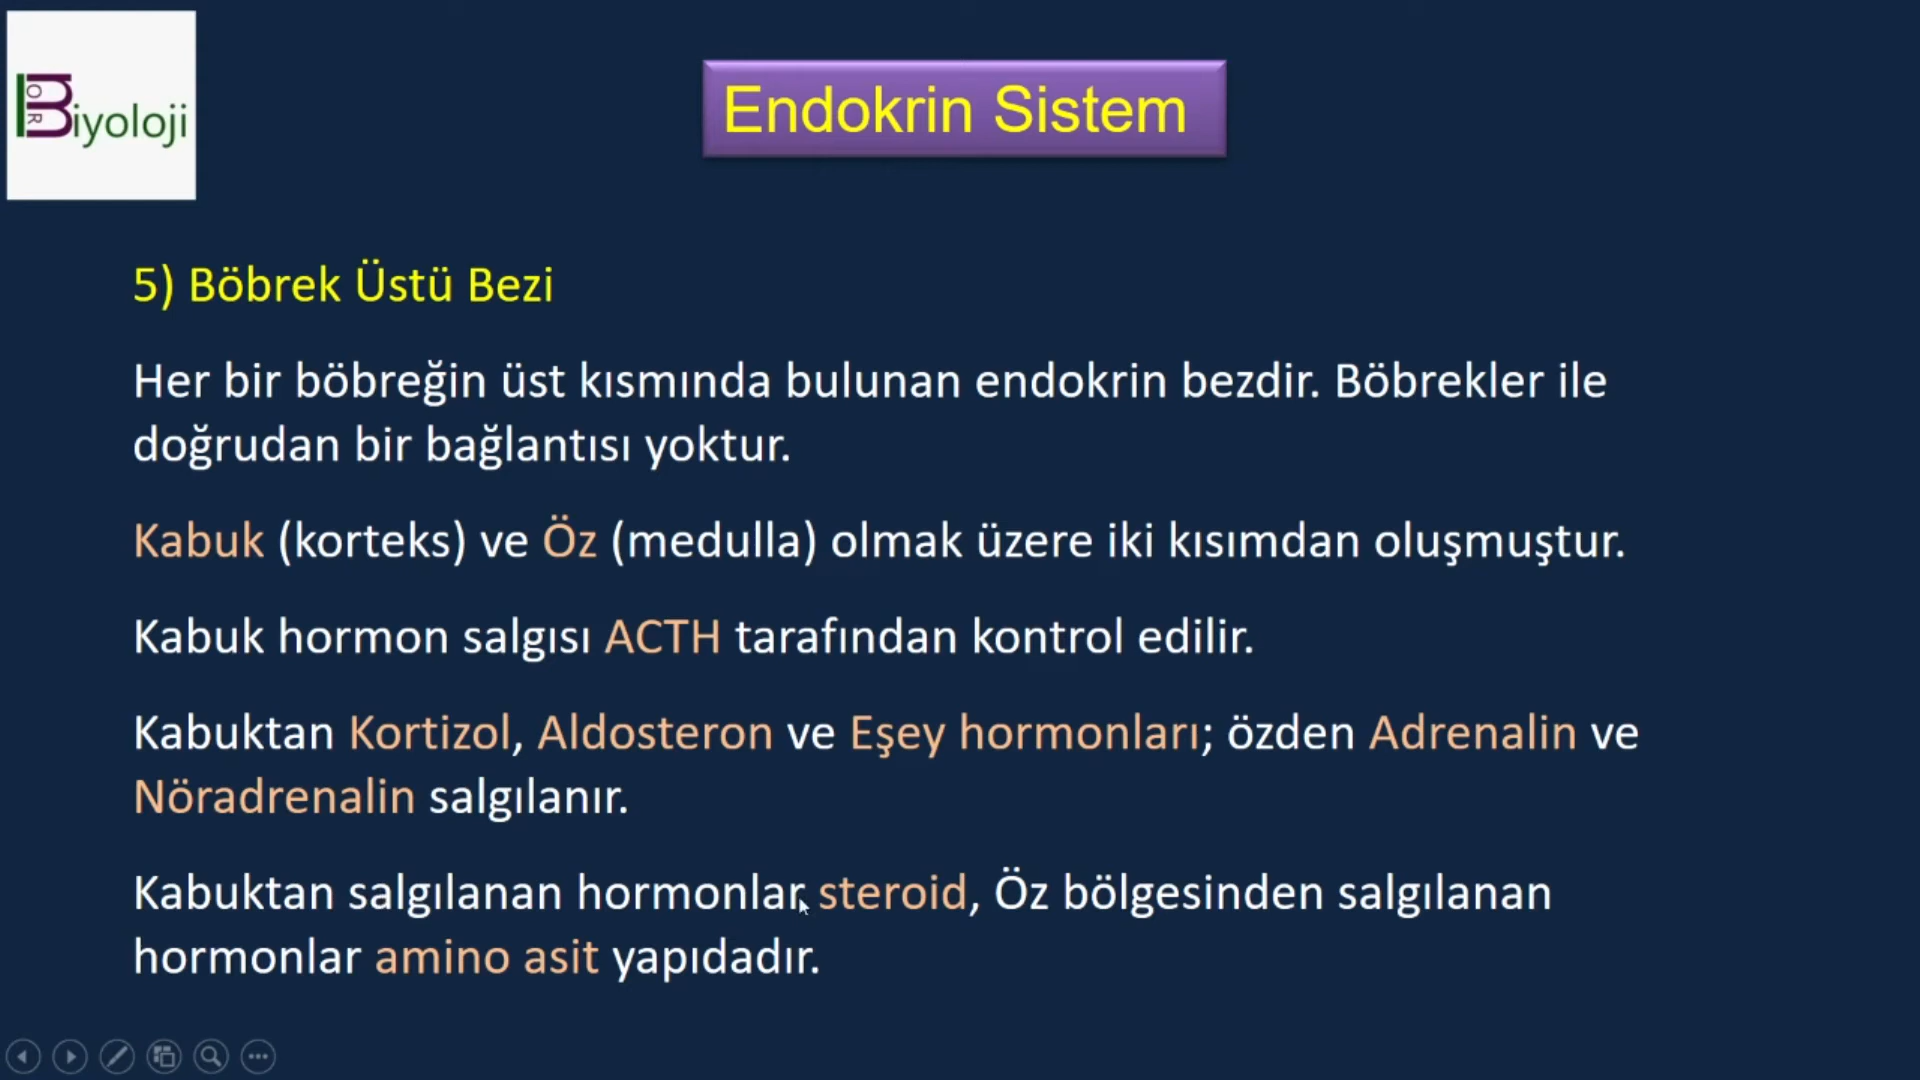 BOR
Biyoloji
Endokrin Sistem
5) Böbrek Üstü Bezi
Her bir böbreğin üst kısmında bulunan endokrin bezdir. Böbrekler ile
doğrudan bir bağlantısı yoktur.
Kabuk (korteks) ve Öz (medulla) olmak üzere iki kısımdan oluşmuştur.
Kabuk hormon salgısı ACTH tarafından kontrol edilir.
Kabuktan Kortizol, Aldosteron ve Eşey hormonları; özden Adrenalin ve
Nöradrenalin salgılanır.
Kabuktan salgılanan hormonlar steroid, Öz bölgesinden salgılanan
hormonlar amino asit yapıdadır.